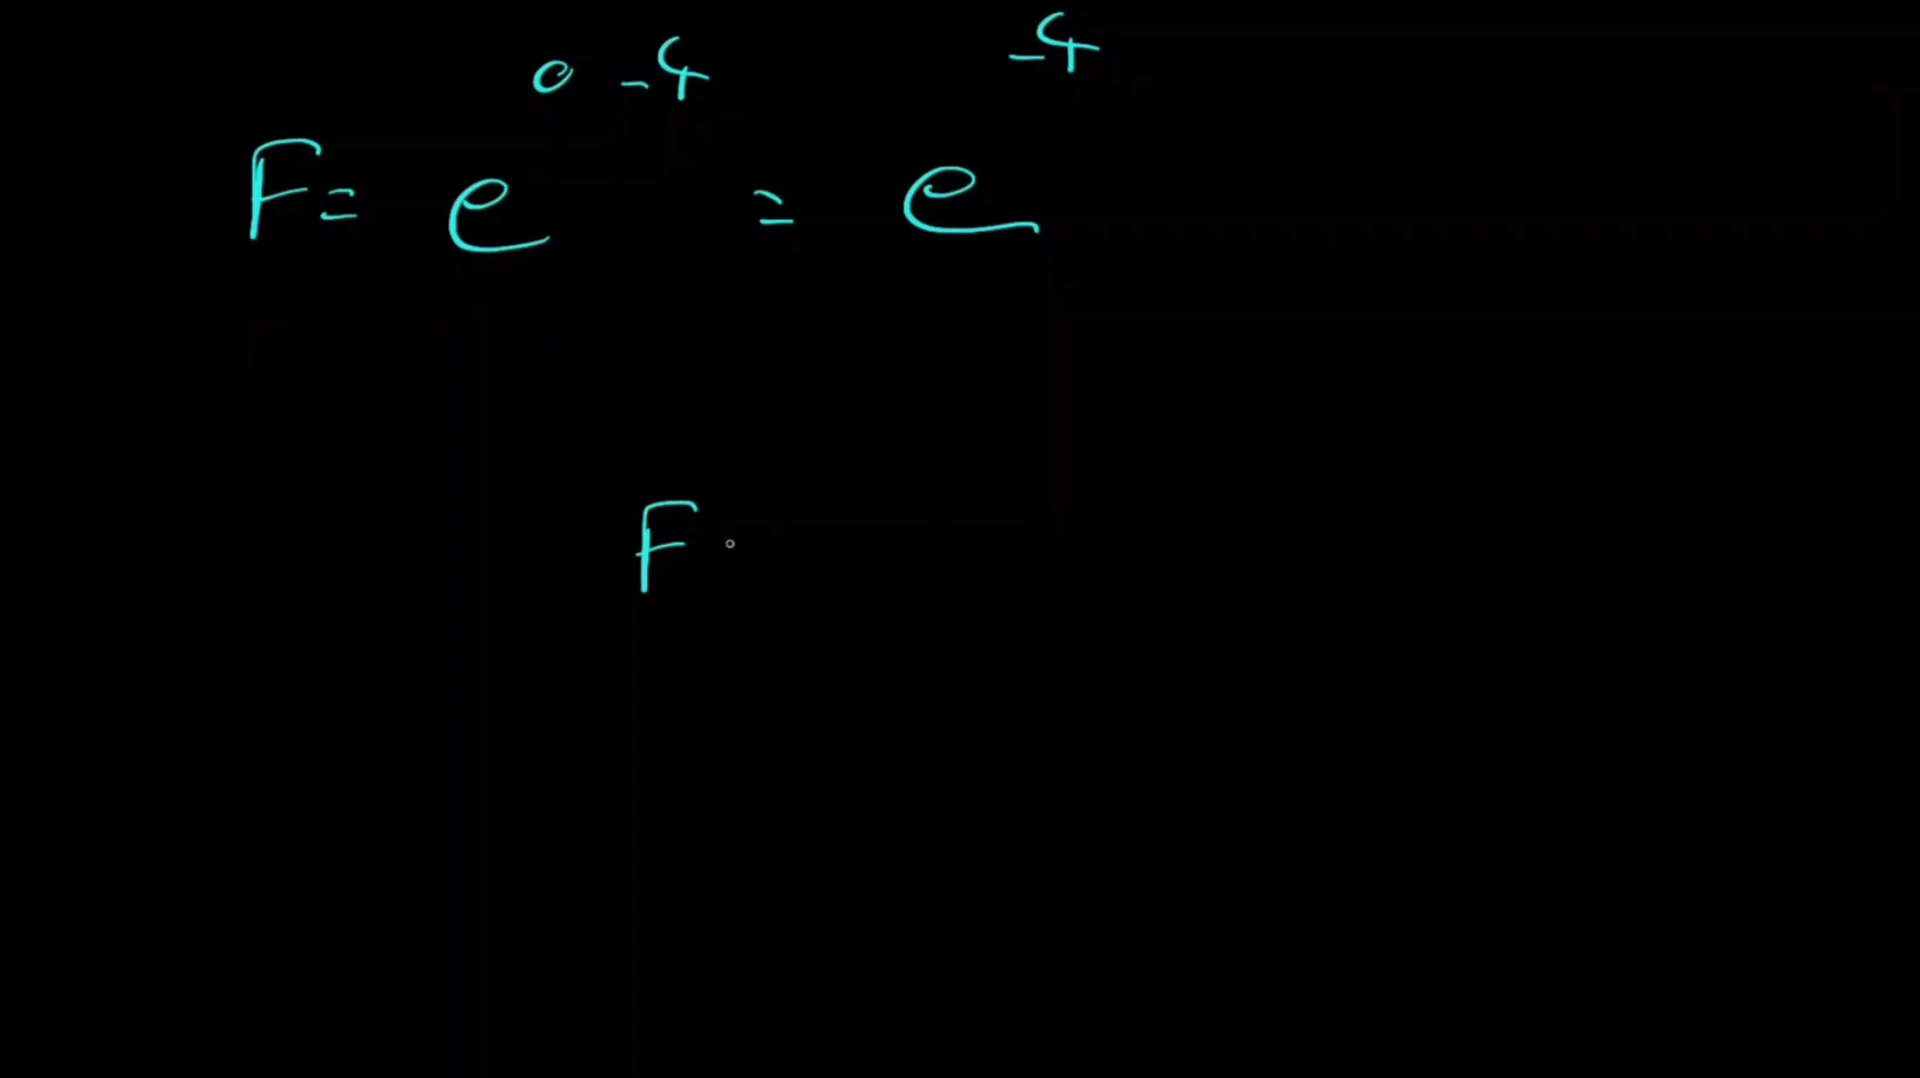 F = e^{0 - 4} = e^{-4}
F